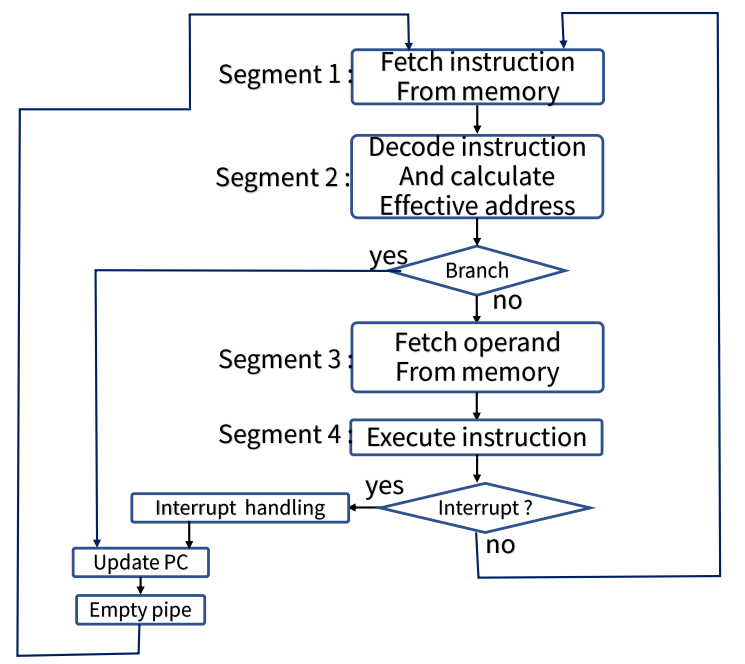 Segment 1 :
Fetch instruction
From memory
Segment 2 :
Decode instruction
And calculate
Effective address
yes
Branch
no
Segment 3 :
Fetch operand
From memory
Segment 4 :
Execute instruction
yes
Interrupt handling
Interrupt ?
no
Update PC
Empty pipe